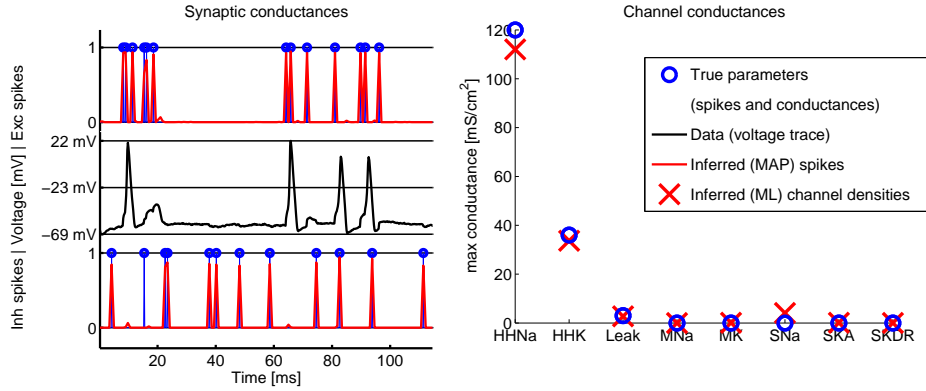 Synaptic conductances
Inh spikes | Voltage [mV] | Exc spikes
1
0
22 mV
−23 mV
−69 mV
1
0
20
40
60
80
100
Time [ms]
Channel conductances
max conductance [mS/cm²]
120
100
80
60
40
20
0
HHNa
HHK
Leak
MNa
MK
SNa
SKA
SKDR
True parameters
(spikes and conductances)
Data (voltage trace)
Inferred (MAP) spikes
Inferred (ML) channel densities